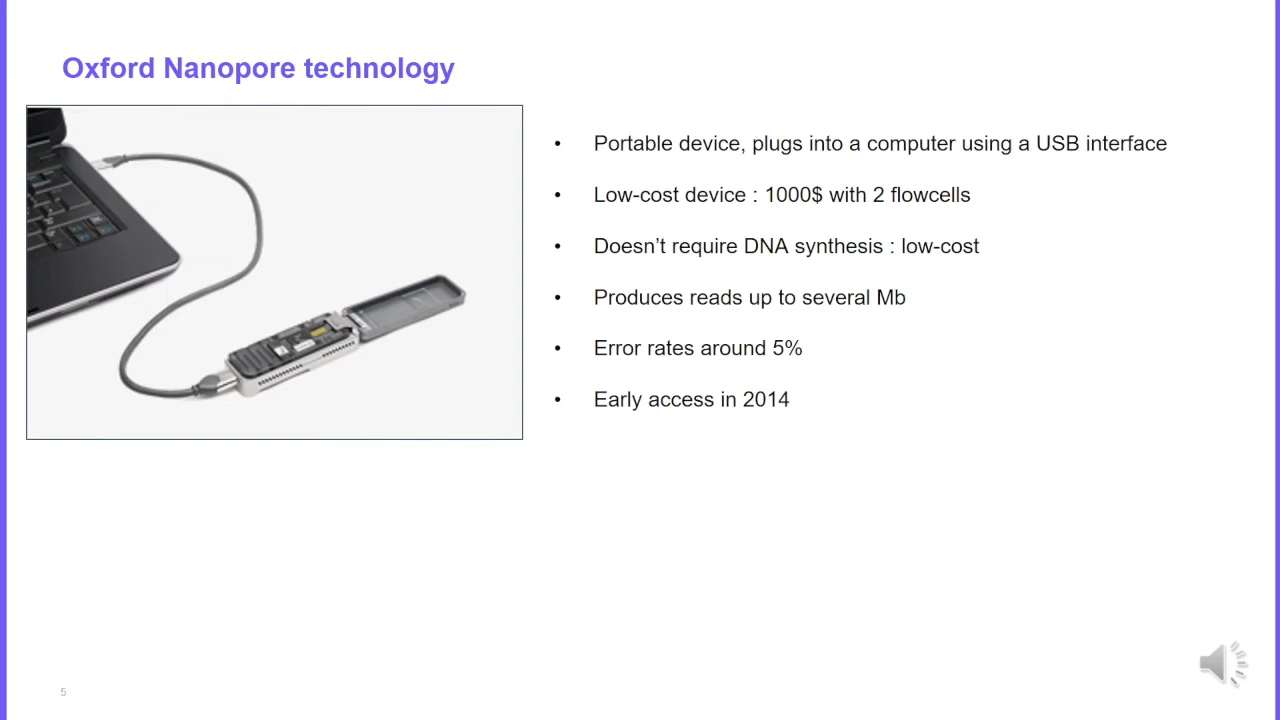 Oxford Nanopore technology
• Portable device, plugs into a computer using a USB interface
• Low-cost device : 1000$ with 2 flowcells
• Doesn’t require DNA synthesis : low-cost
• Produces reads up to several Mb
• Error rates around 5%
• Early access in 2014
5